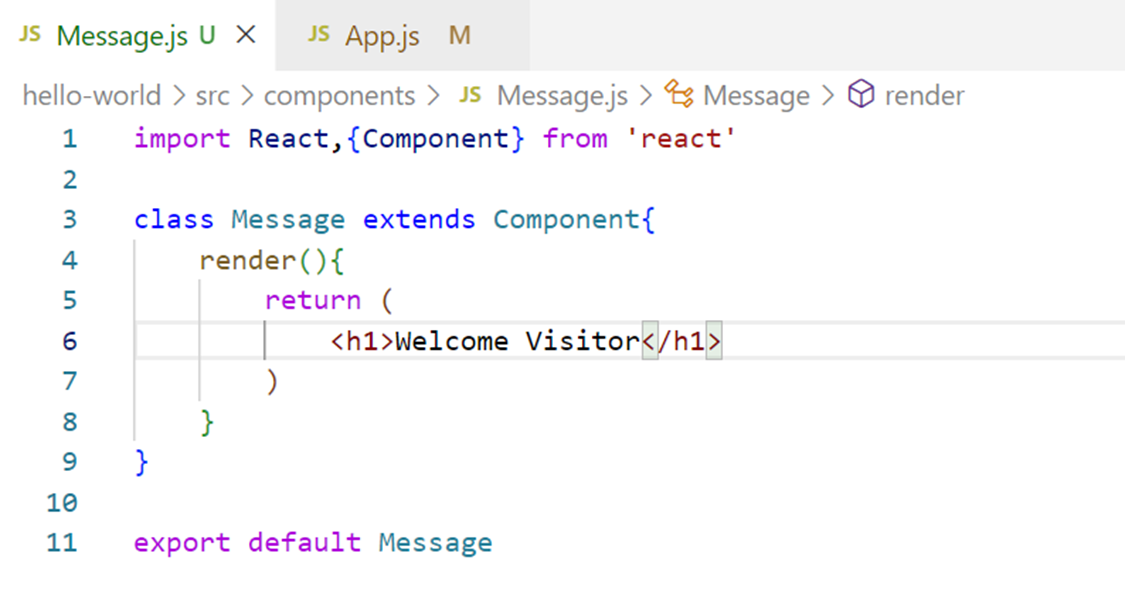 JS Message.js U × JS App.js M
hello-world > src > components > JS Message.js > Message > render
1 import React,{Component} from 'react'
2
3 class Message extends Component{
4 render(){
5 return (
6 <h1>Welcome Visitor</h1>
7 )
8 }
9 }
10
11 export default Message